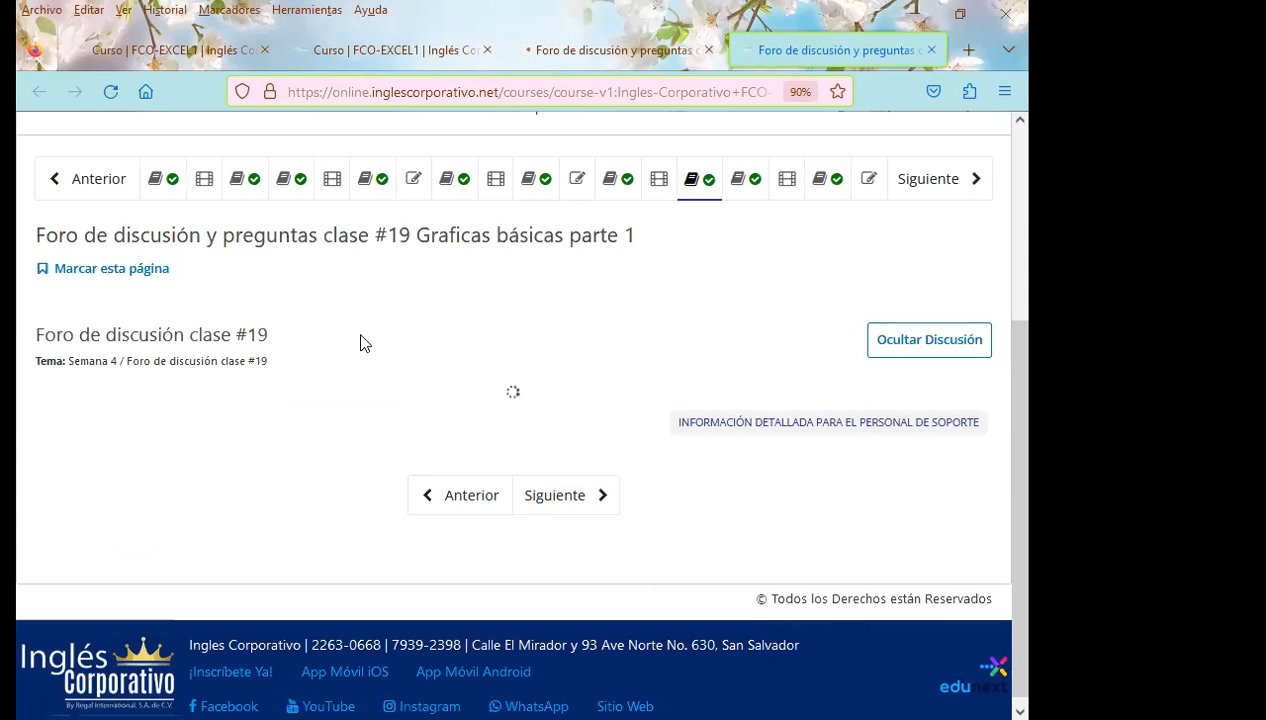 Archivo Editar Ver Historial Marcadores Herramientas Ayuda
Curso | FCO-EXCEL1 | Inglés Co
Curso | FCO-EXCEL1 | Inglés Co
Foro de discusión y preguntas
Foro de discusión y preguntas
https://online.inglescorporativo.net/courses/course-v1:Ingles-Corporativo+FCO- 90%
Anterior
Siguiente
Foro de discusión y preguntas clase #19 Graficas básicas parte 1
Marcar esta página
Foro de discusión clase #19
Ocultar Discusión
Tema: Semana 4 / Foro de discusión clase #19
INFORMACIÓN DETALLADA PARA EL PERSONAL DE SOPORTE
Anterior Siguiente
© Todos los Derechos están Reservados
Inglés Corporativo
By Regal International, S.A. de C.V.
Ingles Corporativo | 2263-0668 | 7939-2398 | Calle El Mirador y 93 Ave Norte No. 630, San Salvador
¡Inscríbete Ya! App Móvil iOS App Móvil Android
Facebook YouTube Instagram WhatsApp Sitio Web
edunext